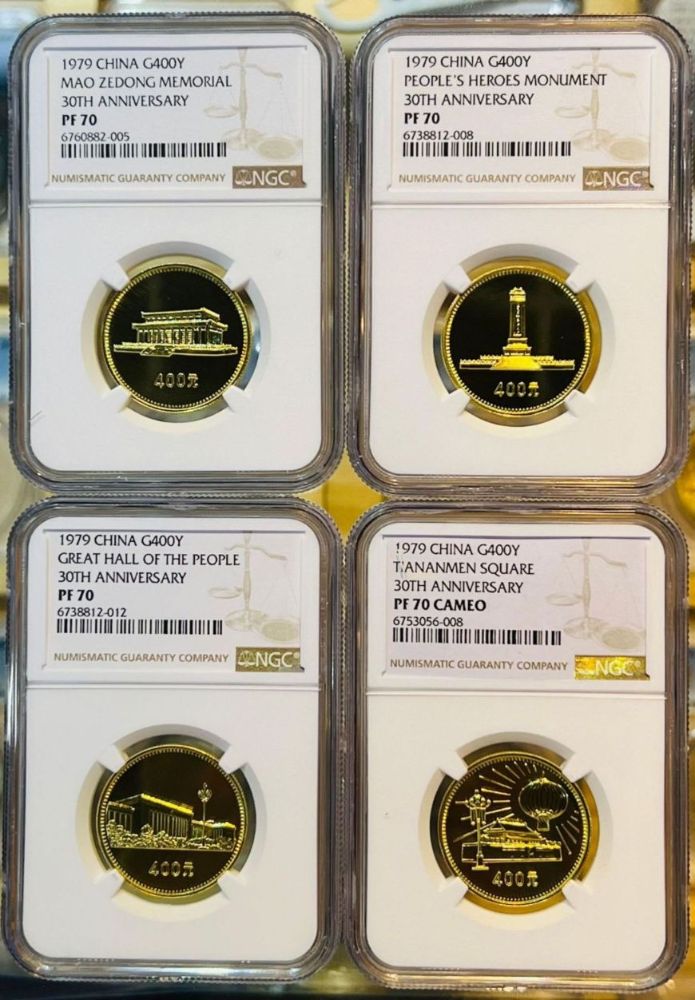 1979 CHINA G400Y
MAO ZEDONG MEMORIAL
30TH ANNIVERSARY
PF 70
6760882-005
NUMISMATIC GUARANTY COMPANY NGC®
400元
1979 CHINA G400Y
PEOPLE'S HEROES MONUMENT
30TH ANNIVERSARY
PF 70
6738812-008
NUMISMATIC GUARANTY COMPANY NGC®
400元
1979 CHINA G400Y
GREAT HALL OF THE PEOPLE
30TH ANNIVERSARY
PF 70
6738812-012
NUMISMATIC GUARANTY COMPANY NGC
400元
1979 CHINA G400Y
TIANANMEN SQUARE
30TH ANNIVERSARY
PF 70 CAMEO
6753056-008
NUMISMATIC GUARANTY COMPANY NGC
400元